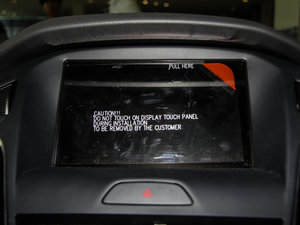 PULL HERE
CAUTION!!!
DO NOT TOUCH ON DISPLAY TOUCH PANEL
DURING INSTALLATION
TO BE REMOVED BY THE CUSTOMER